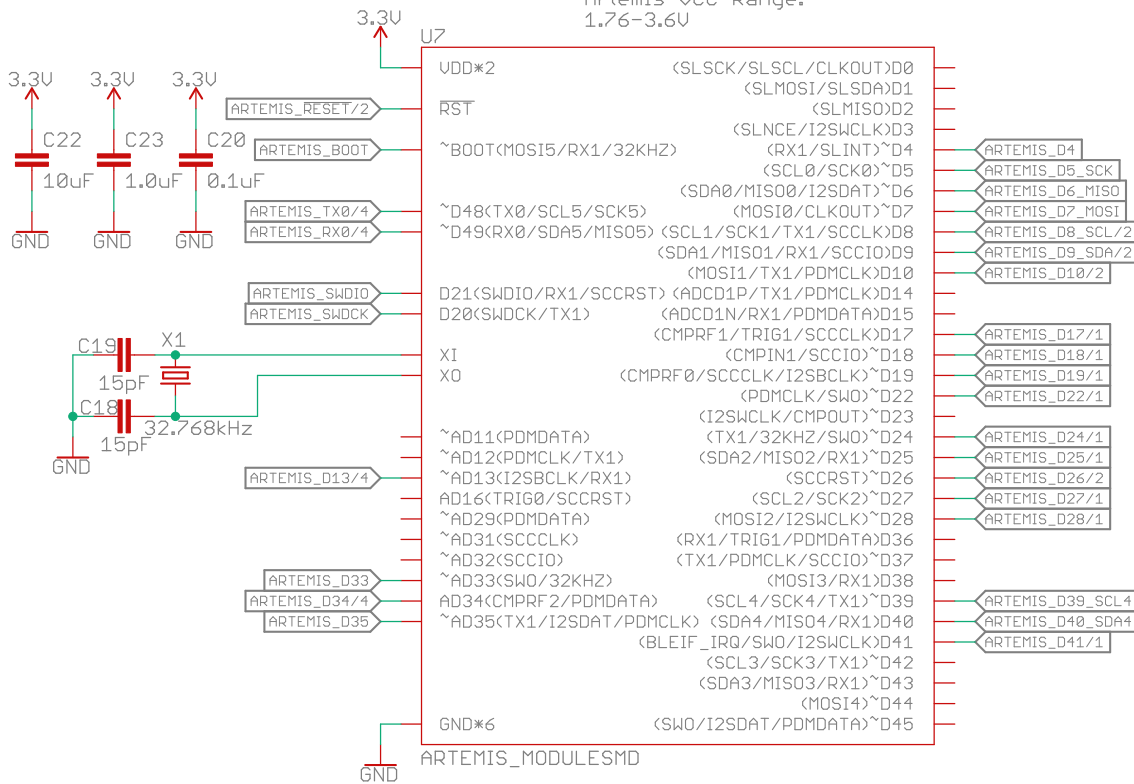 Artemis Vcc Range:
1.76-3.6V
3.3V
U7
VDD*2
ARTEMIS_RESET/2
RST
ARTEMIS_BOOT
~BOOT(MOSI5/RX1/32KHZ)
ARTEMIS_TX0/4
~D48(TX0/SCL5/SCK5)
ARTEMIS_RX0/4
~D49(RX0/SDA5/MISO5)
ARTEMIS_SWDIO
D21(SWDIO/RX1/SCCRST)
ARTEMIS_SWDCK
D20(SWDCK/TX1)
XI
XO
~AD11(PDMDATA)
~AD12(PDMCLK/TX1)
ARTEMIS_D13/4
~AD13(I2SBCLK/RX1)
AD16(TRIG0/SCCRST)
~AD29(PDMDATA)
~AD31(SCCCLK)
~AD32(SCCIO)
ARTEMIS_D33
~AD33(SWO/32KHZ)
ARTEMIS_D34/4
AD34(CMPRF2/PDMDATA)
ARTEMIS_D35
~AD35(TX1/I2SDAT/PDMCLK)
GND*6
GND
(SLSCK/SLSCL/CLKOUT)D0
(SLMOSI/SLSDA)D1
(SLMISO)D2
(SLNCE/I2SWCLK)D3
(RX1/SLINT)~D4
ARTEMIS_D4
(SCL0/SCK0)~D5
ARTEMIS_D5_SCK
(SDA0/MISO0/I2SDAT)~D6
ARTEMIS_D6_MISO
(MOSI0/CLKOUT)~D7
ARTEMIS_D7_MOSI
(SCL1/SCK1/TX1/SCCLK)D8
ARTEMIS_D8_SCL/2
(SDA1/MISO1/RX1/SCCIO)D9
ARTEMIS_D9_SDA/2
(MOSI1/TX1/PDMCLK)D10
ARTEMIS_D10/2
(ADCD1P/TX1/PDMCLK)D14
(ADCD1N/RX1/PDMDATA)D15
(CMPRF1/TRIG1/SCCCLK)D17
ARTEMIS_D17/1
(CMPIN1/SCCIO)~D18
ARTEMIS_D18/1
(CMPRF0/SCCCLK/I2SBCLK)~D19
ARTEMIS_D19/1
(PDMCLK/SWO)~D22
ARTEMIS_D22/1
(I2SWCLK/CMPOUT)~D23
(TX1/32KHZ/SWO)~D24
ARTEMIS_D24/1
(SDA2/MISO2/RX1)~D25
ARTEMIS_D25/1
(SCCRST)~D26
ARTEMIS_D26/2
(SCL2/SCK2)~D27
ARTEMIS_D27/1
(MOSI2/I2SWCLK)~D28
ARTEMIS_D28/1
(RX1/TRIG1/PDMDATA)D36
(TX1/PDMCLK/SCCIO)~D37
(MOSI3/RX1)D38
(SCL4/SCK4/TX1)~D39
ARTEMIS_D39_SCL4
(SDA4/MISO4/RX1)D40
ARTEMIS_D40_SDA4
(BLEIF_IRQ/SWO/I2SWCLK)D41
ARTEMIS_D41/1
(SCL3/SCK3/TX1)~D42
(SDA3/MISO3/RX1)~D43
(MOSI4)~D44
(SWO/I2SDAT/PDMDATA)~D45
ARTEMIS_MODULESMD
3.3V
C22
10uF
GND
3.3V
C23
1.0uF
GND
3.3V
C20
0.1uF
GND
C19
15pF
X1
C18
15pF
32.768kHz
GND